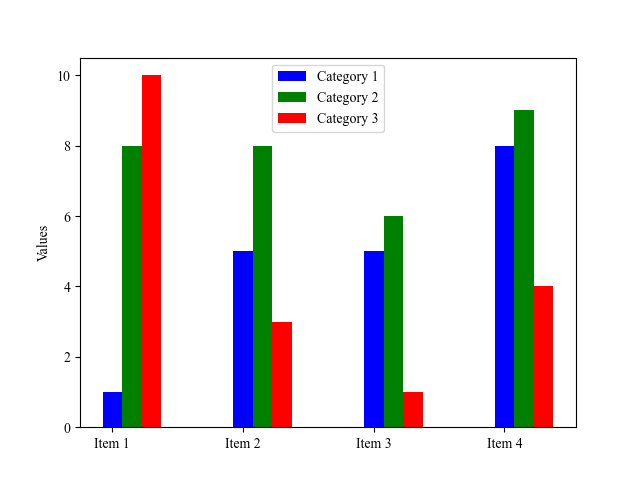 10
8
6
4
2
0
Values
Category 1
Category 2
Category 3
Item 1
Item 2
Item 3
Item 4